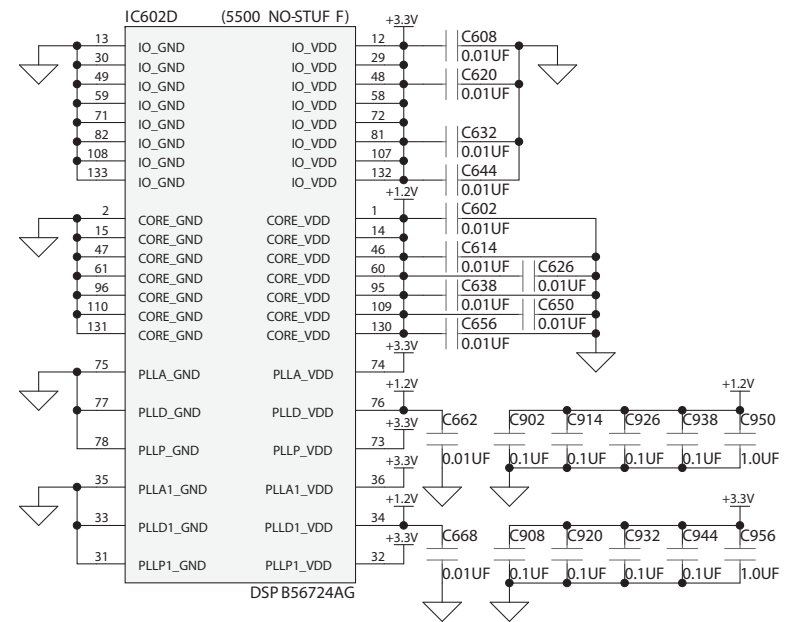 IC602D (5500 NO-STUF F)
+3.3V
13 IO_GND IO_VDD 12 C608
0.01UF
30 IO_GND IO_VDD 29
49 IO_GND IO_VDD 48 C620
0.01UF
59 IO_GND IO_VDD 58
71 IO_GND IO_VDD 72
82 IO_GND IO_VDD 81 C632
0.01UF
108 IO_GND IO_VDD 107
133 IO_GND IO_VDD 132 C644
0.01UF
+1.2V
2 CORE_GND CORE_VDD 1 C602
0.01UF
15 CORE_GND CORE_VDD 14
47 CORE_GND CORE_VDD 46 C614
0.01UF
61 CORE_GND CORE_VDD 60 C626
0.01UF
96 CORE_GND CORE_VDD 95 C638
0.01UF
110 CORE_GND CORE_VDD 109 C650
0.01UF
131 CORE_GND CORE_VDD 130 C656
0.01UF
+3.3V
75 PLLA_GND PLLA_VDD 74
+1.2V
77 PLLD_GND PLLD_VDD 76
+3.3V
78 PLLP_GND PLLP_VDD 73
+3.3V
35 PLLA1_GND PLLA1_VDD 36
+1.2V
33 PLLD1_GND PLLD1_VDD 34
+3.3V
31 PLLP1_GND PLLP1_VDD 32
DSP B56724AG
+1.2V
C662 C902 C914 C926 C938 C950
0.01UF 0.1UF 0.1UF 0.1UF 0.1UF 1.0UF
+3.3V
C668 C908 C920 C932 C944 C956
0.01UF 0.1UF 0.1UF 0.1UF 0.1UF 1.0UF